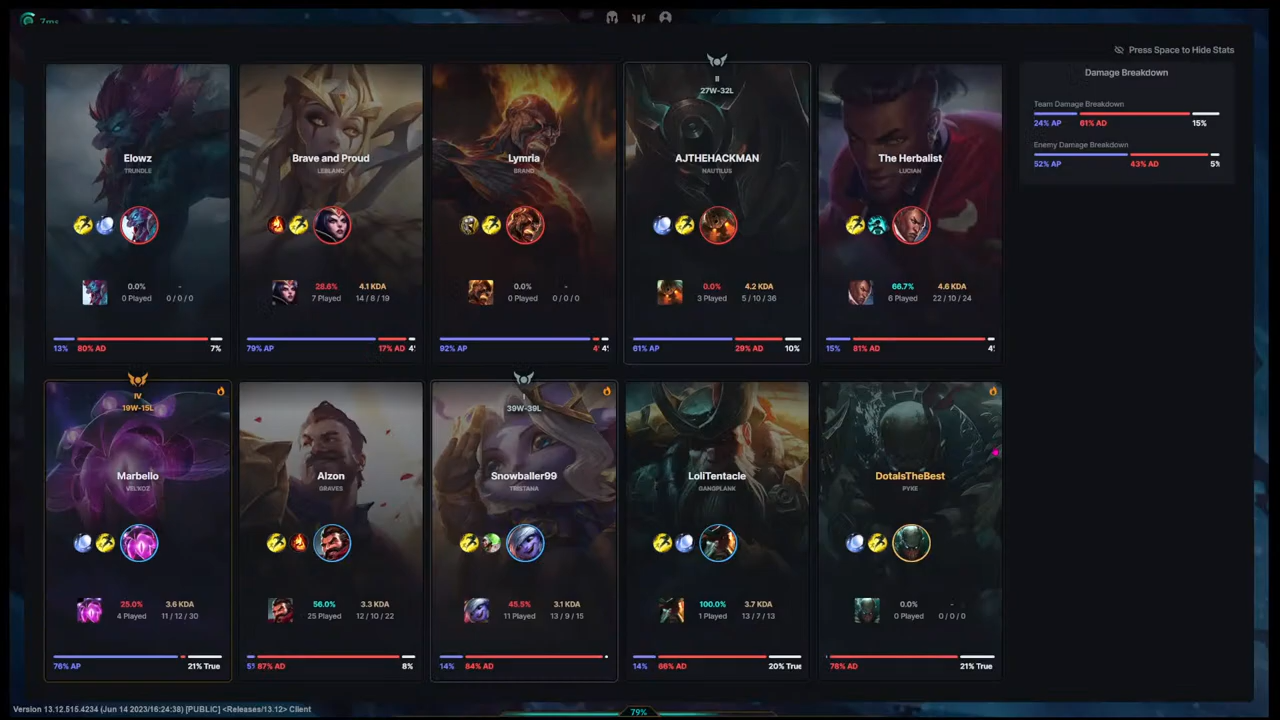 7ms
Press Space to Hide Stats
Damage Breakdown
Team Damage Breakdown
24% AP 61% AD 15%
Enemy Damage Breakdown
52% AP 43% AD 5%
Elowz
TRUNDLE
0.0% -
0 Played 0/0/0
13% 80% AD 7%
Brave and Proud
LEBLANC
28.6% 4.1 KDA
7 Played 14/8/19
79% AP 17% AD 4%
Lymria
BRAND
0.0% -
0 Played 0/0/0
92% AP 4% 4%
II
27W-32L
AJTHEHACKMAN
NAUTILUS
0.0% 4.2 KDA
3 Played 5/10/36
61% AP 29% AD 10%
The Herbalist
LUCIAN
66.7% 4.6 KDA
6 Played 22/10/24
15% 81% AD 4%
IV
19W-15L
Marbello
VEL'KOZ
25.0% 3.6 KDA
4 Played 11/12/30
76% AP 21% True
Alzon
GRAVES
56.0% 3.3 KDA
25 Played 12/10/22
5% 87% AD 8%
I
39W-39L
Snowballer99
TRISTANA
45.5% 3.1 KDA
11 Played 13/9/15
14% 84% AD
LoliTentacle
GANGPLANK
100.0% 3.7 KDA
1 Played 13/7/13
14% 66% AD 20% True
DotaIsTheBest
PYKE
0.0% -
0 Played 0/0/0
78% AD 21% True
Version 13.12.515.4234 (Jun 14 2023/16:24:38) [PUBLIC] <Releases/13.12> Client
79%